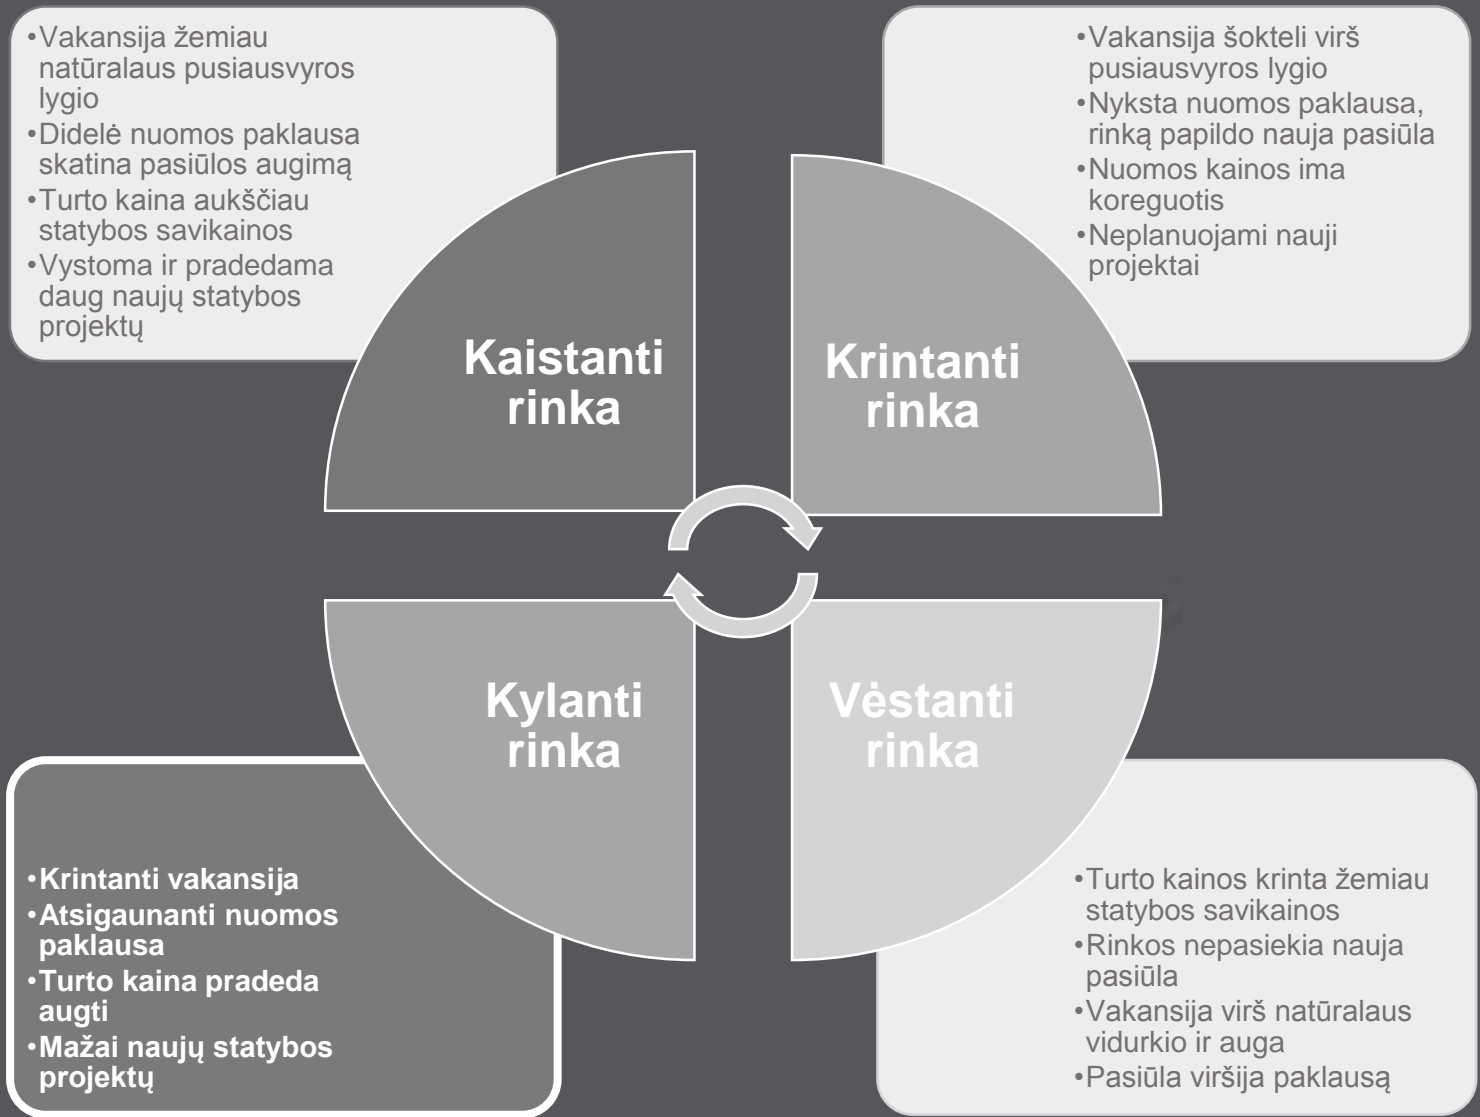 •Vakansija žemiau
natūralaus pusiausvyros
lygio
•Didelė nuomos paklausa
skatina pasiūlos augimą
•Turto kaina aukščiau
statybos savikainos
•Vystoma ir pradedama
daug naujų statybos
projektų
•Vakansija šokteli virš
pusiausvyros lygio
•Nyksta nuomos paklausa,
rinką papildo nauja pasiūla
•Nuomos kainos ima
koreguotis
•Neplanuojami nauji
projektai
Kaistanti
rinka
Krintanti
rinka
Kylanti
rinka
Vėstanti
rinka
•Krintanti vakansija
•Atsigaunanti nuomos
paklausa
•Turto kaina pradeda
augti
•Mažai naujų statybos
projektų
•Turto kainos krinta žemiau
statybos savikainos
•Rinkos nepasiekia nauja
pasiūla
•Vakansija virš natūralaus
vidurkio ir auga
•Pasiūla viršija paklausą